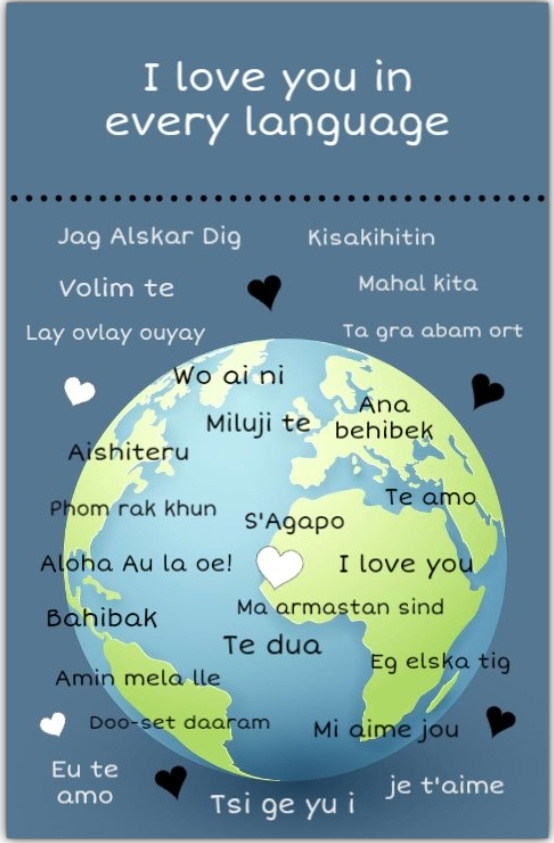 I love you in
every language
Jag Alskar Dig
Kisakihitin
Volim te
Mahal kita
Lay ovlay ouyay
Ta gra abam ort
Wo ai ni
Ana
behibek
Miluji te
Aishiteru
Te amo
Phom rak khun
S'Agapo
Aloha Au la oe!
I love you
Ma armastan sind
Bahibak
Te dua
Eg elska tig
Amin mela lle
Doo-set daaram
Mi aime jou
Eu te
amo
je t'aime
Tsi ge yu i